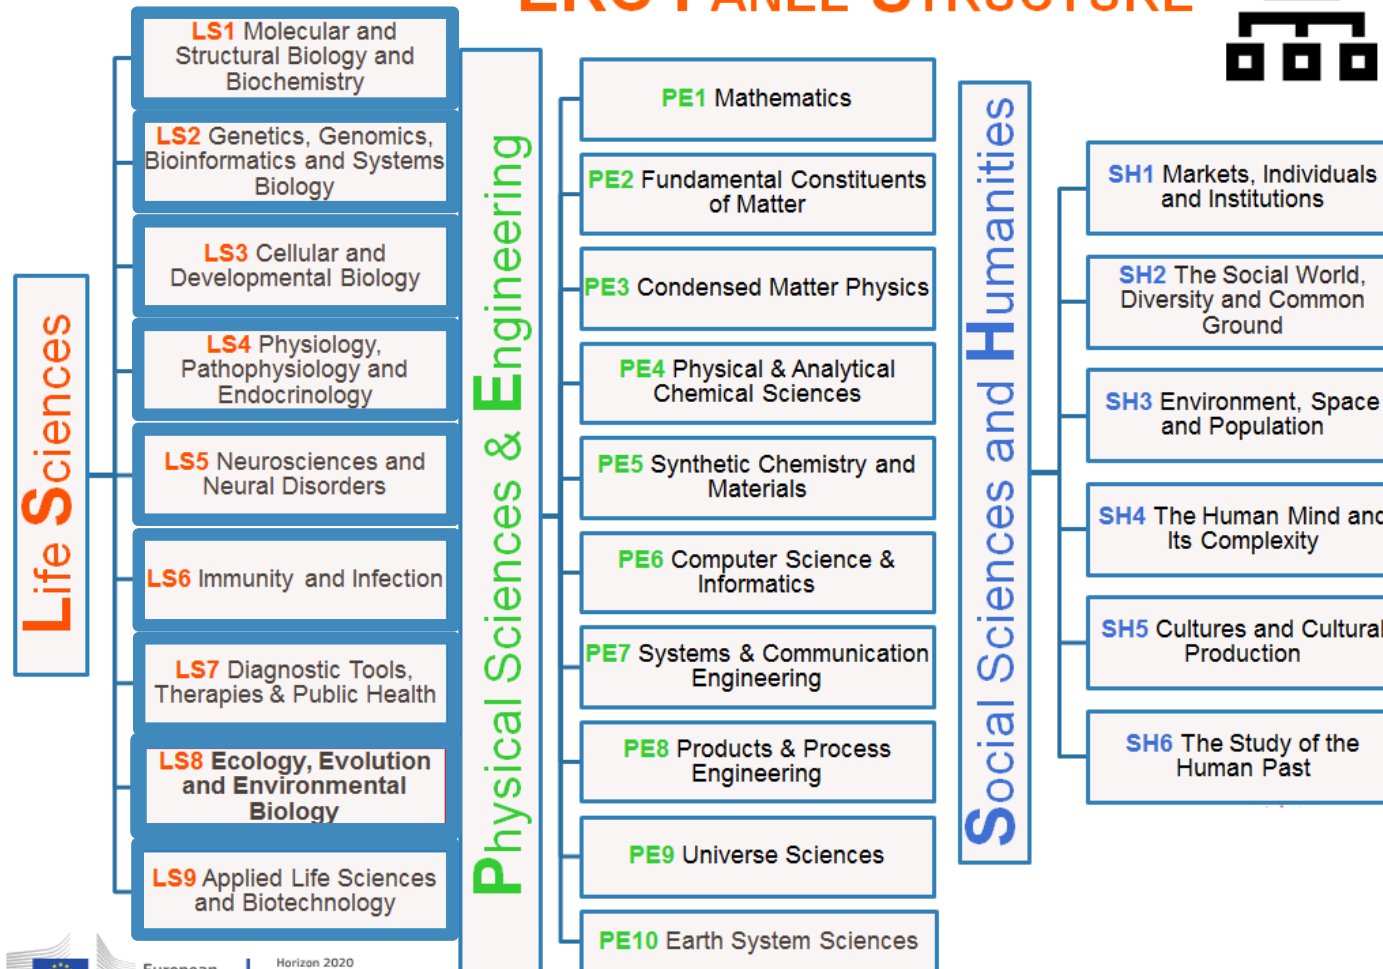 ERC PANEL STRUCTURE
Life Sciences
LS1 Molecular and
Structural Biology and
Biochemistry
LS2 Genetics, Genomics,
Bioinformatics and Systems
Biology
LS3 Cellular and
Developmental Biology
LS4 Physiology,
Pathophysiology and
Endocrinology
LS5 Neurosciences and
Neural Disorders
LS6 Immunity and Infection
LS7 Diagnostic Tools,
Therapies & Public Health
LS8 Ecology, Evolution
and Environmental
Biology
LS9 Applied Life Sciences
and Biotechnology
Physical Sciences & Engineering
PE1 Mathematics
PE2 Fundamental Constituents
of Matter
PE3 Condensed Matter Physics
PE4 Physical & Analytical
Chemical Sciences
PE5 Synthetic Chemistry and
Materials
PE6 Computer Science &
Informatics
PE7 Systems & Communication
Engineering
PE8 Products & Process
Engineering
PE9 Universe Sciences
PE10 Earth System Sciences
Social Sciences and Humanities
SH1 Markets, Individuals
and Institutions
SH2 The Social World,
Diversity and Common
Ground
SH3 Environment, Space
and Population
SH4 The Human Mind and
Its Complexity
SH5 Cultures and Cultural
Production
SH6 The Study of the
Human Past
European
Horizon 2020